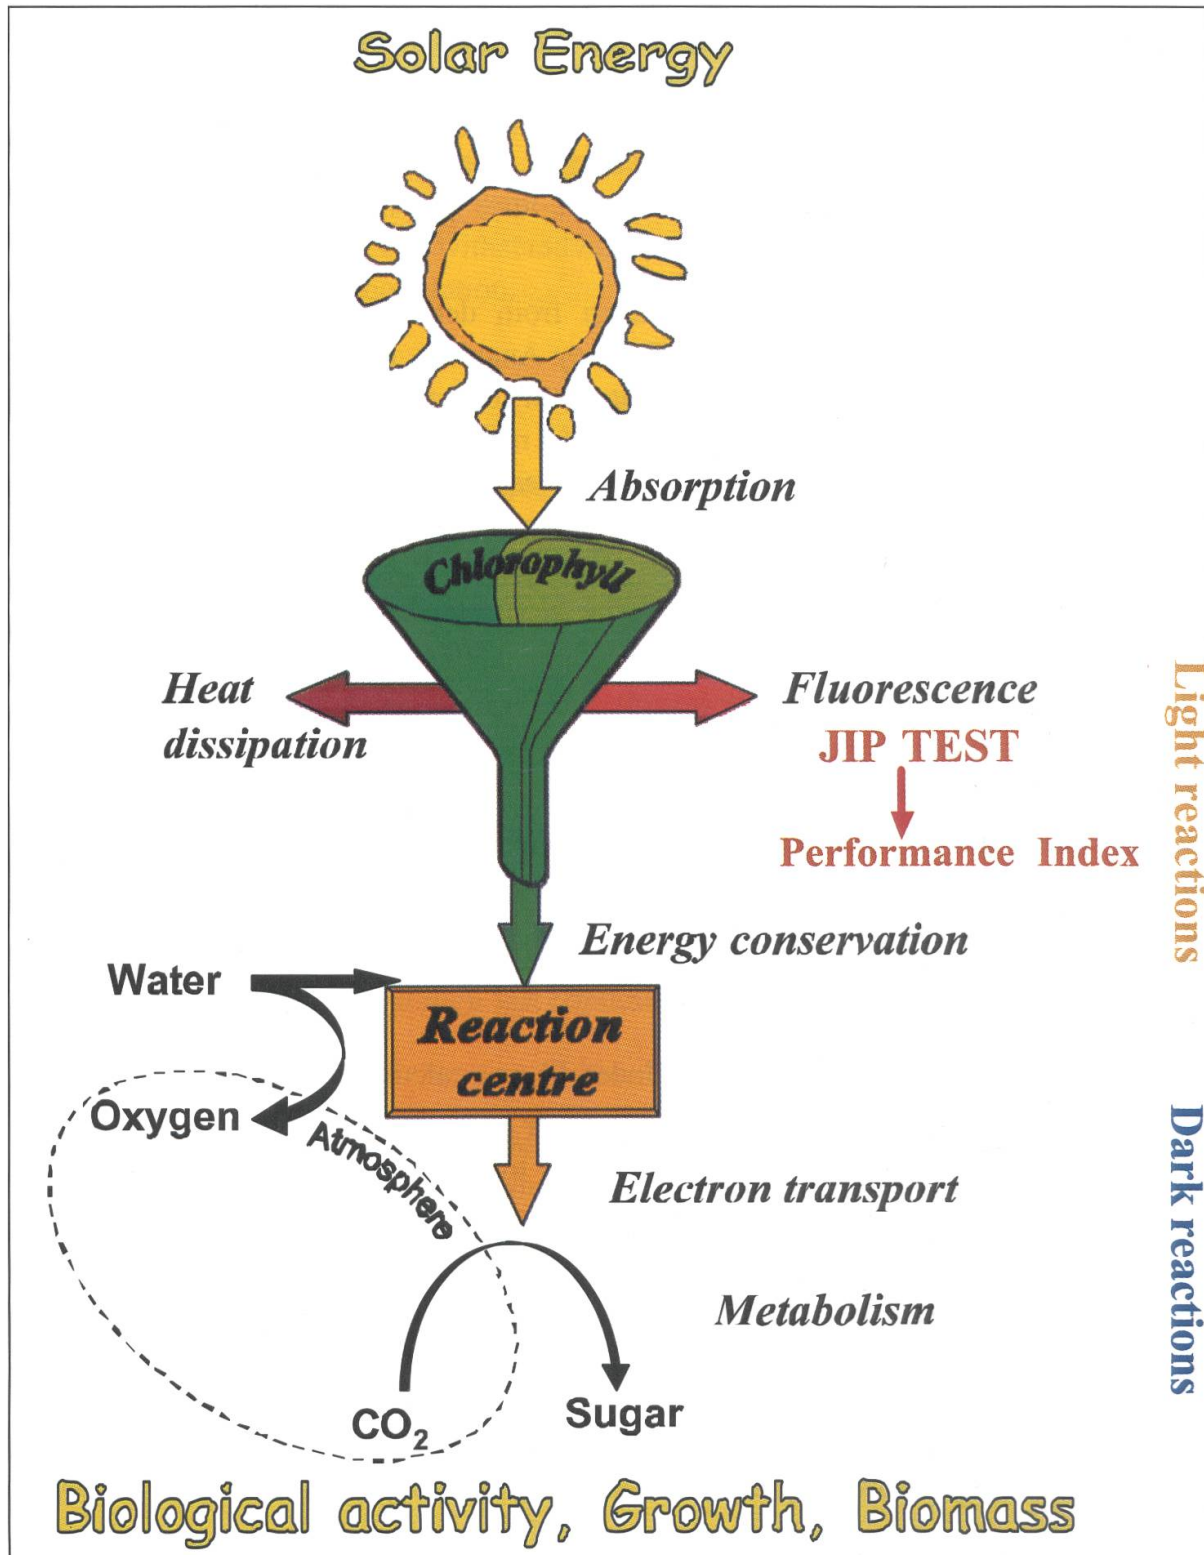 Solar Energy
Absorption
Chlorophyll
Heat
dissipation
Fluorescence
JIP TEST
Performance Index
Light reactions
Energy conservation
Water
Reaction
centre
Oxygen
Atmosphere
Electron transport
Dark reactions
Metabolism
CO₂
Sugar
Biological activity, Growth, Biomass